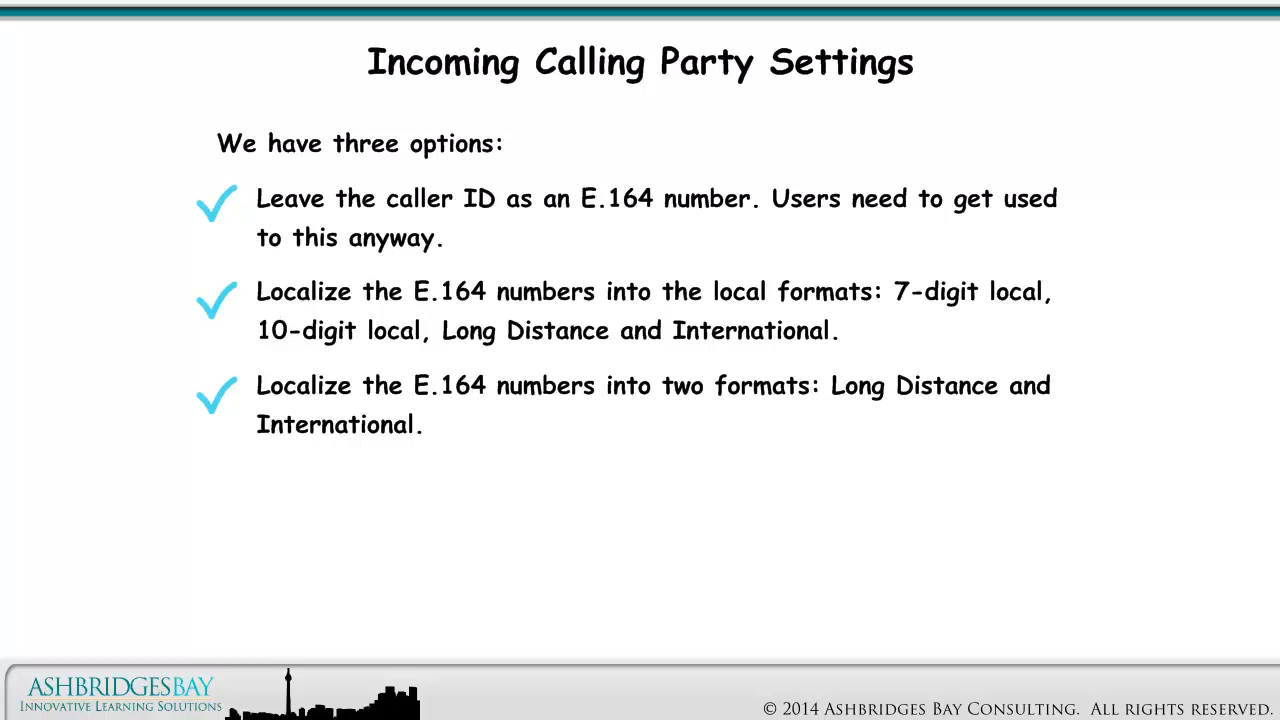 Incoming Calling Party Settings
We have three options:
Leave the caller ID as an E.164 number. Users need to get used
to this anyway.
Localize the E.164 numbers into the local formats: 7-digit local,
10-digit local, Long Distance and International.
Localize the E.164 numbers into two formats: Long Distance and
International.
ASHBRIDGESBAY
INNOVATIVE LEARNING SOLUTIONS
© 2014 ASHBRIDGES BAY CONSULTING. ALL RIGHTS RESERVED.